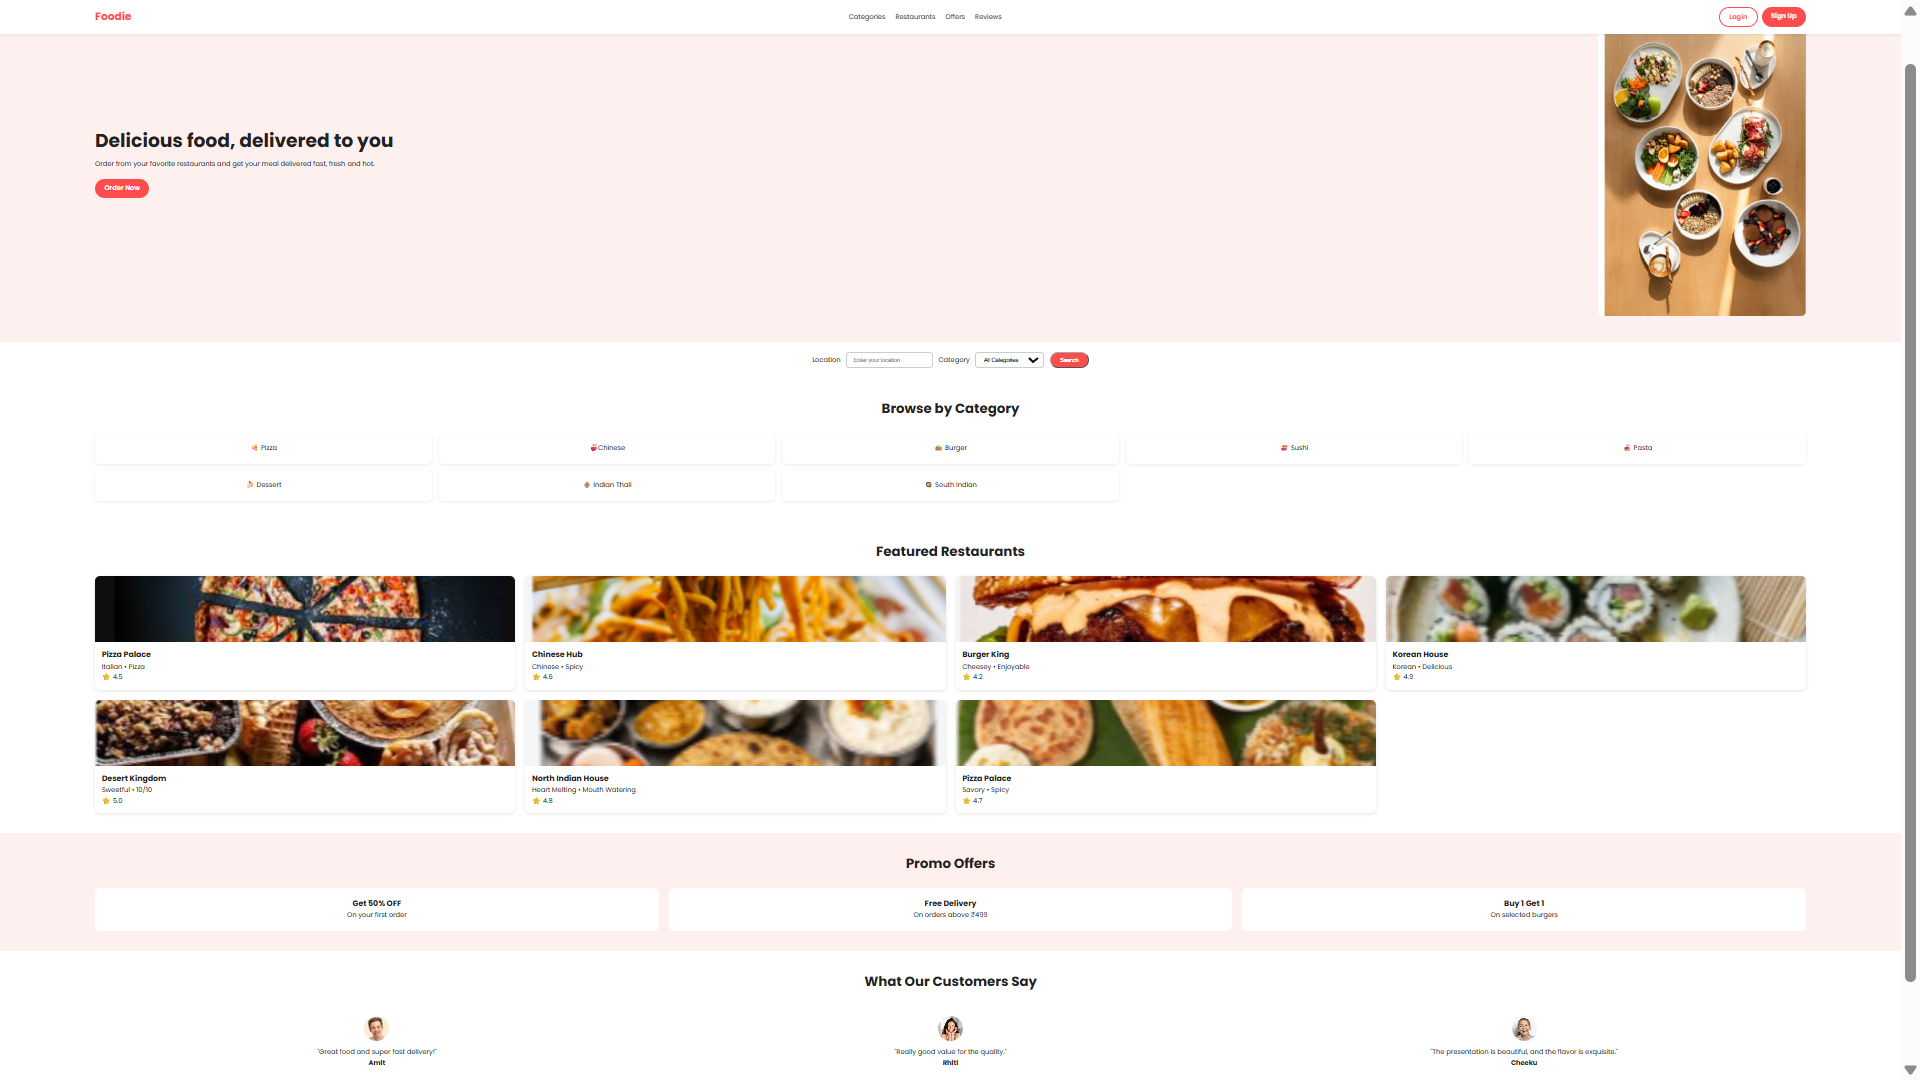 Foodie
Categories Restaurants Offers Reviews
Login Sign Up
Delicious food, delivered to you
Order from your favorite restaurants and get your meal delivered fast, fresh and hot.
Order Now
Location Enter your location Category All Categories Search
Browse by Category
Pizza
Chinese
Burger
Sushi
Pasta
Dessert
Indian Thali
South Indian
Featured Restaurants
Pizza Palace
Italian • Pizza
4.5
Chinese Hub
Chinese • Spicy
4.6
Burger King
Cheesey • Enjoyable
4.2
Korean House
Korean • Delicious
4.9
Desert Kingdom
Sweetful • 10/10
5.0
North Indian House
Heart Melting • Mouth Watering
4.8
Pizza Palace
Savory • Spicy
4.7
Promo Offers
Get 50% OFF
On your first order
Free Delivery
On orders above ₹499
Buy 1 Get 1
On selected burgers
What Our Customers Say
"Great food and super fast delivery!"
Amit
"Really good value for the quality."
Rhiti
"The presentation is beautiful, and the flavor is exquisite."
Cheeku